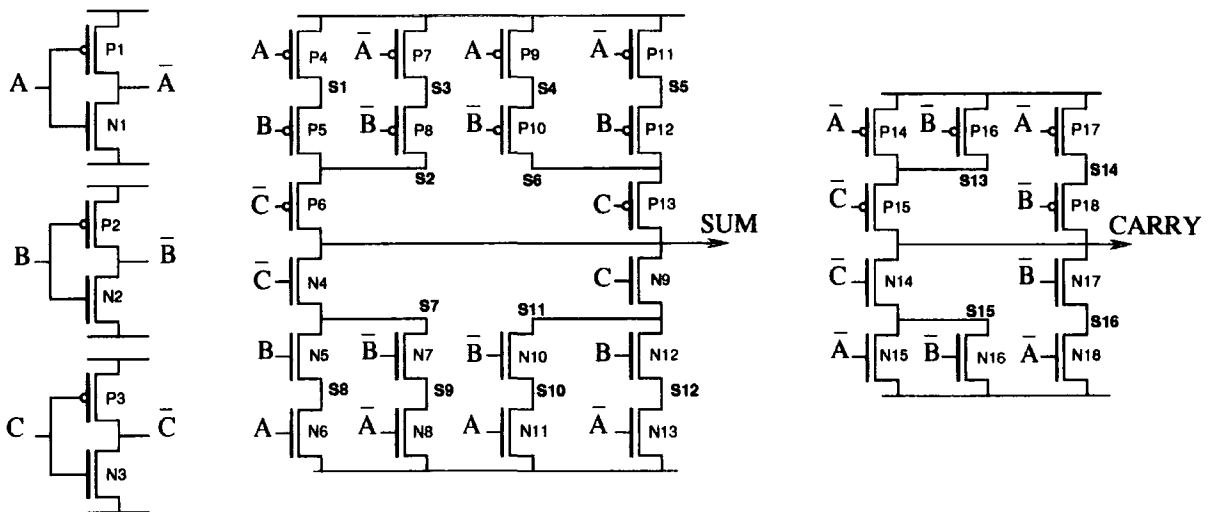 P1
A
A̅
N1
P2
B
B̅
N2
P3
C
C̅
N3
A P4 A̅ P7 A P9 A̅ P11
S1 S3 S4 S5
B P5 B̅ P8 B̅ P10 B P12
S2 S6
C̅ P6 C P13
SUM
C̅ N4 C N9
S7 S11
B N5 B̅ N7 B̅ N10 B N12
S8 S9 S10 S12
A N6 A̅ N8 A N11 A̅ N13
A̅ P14 B̅ P16 A̅ P17
S13 S14
C̅ P15 B̅ P18
CARRY
C̅ N14 B̅ N17
S15 S16
A̅ N15 B̅ N16 A̅ N18